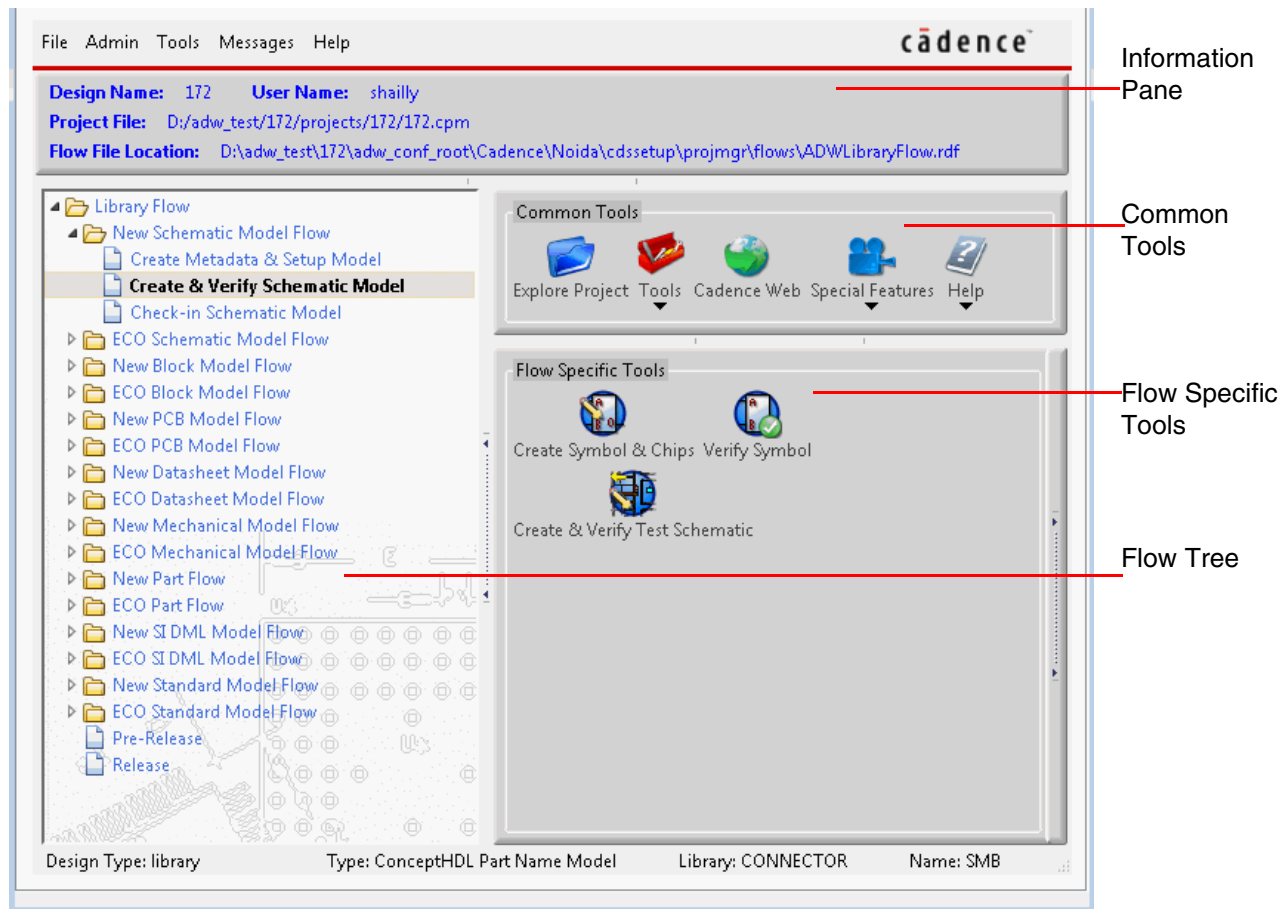 File Admin Tools Messages Help
cādence™
Design Name: 172 User Name: shailly
Project File: D:/adw_test/172/projects/172/172.cpm
Flow File Location: D:\adw_test\172\adw_conf_root\Cadence\Noida\cdssetup\projmgr\flows\ADWLibraryFlow.rdf
Information
Pane
Library Flow
New Schematic Model Flow
Create Metadata & Setup Model
Create & Verify Schematic Model
Check-in Schematic Model
ECO Schematic Model Flow
New Block Model Flow
ECO Block Model Flow
New PCB Model Flow
ECO PCB Model Flow
New Datasheet Model Flow
ECO Datasheet Model Flow
New Mechanical Model Flow
ECO Mechanical Model Flow
New Part Flow
ECO Part Flow
New SI DML Model Flow
ECO SI DML Model Flow
New Standard Model Flow
ECO Standard Model Flow
Pre-Release
Release
Common Tools
Explore Project Tools Cadence Web Special Features Help
Common
Tools
Flow Specific Tools
Create Symbol & Chips Verify Symbol
Create & Verify Test Schematic
Flow Specific
Tools
Flow Tree
Design Type: library Type: ConceptHDL Part Name Model Library: CONNECTOR Name: SMB